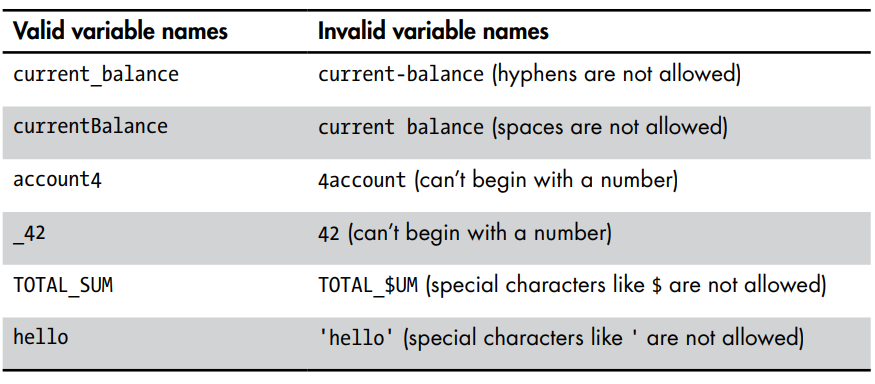 Valid variable names Invalid variable names
current_balance current-balance (hyphens are not allowed)
currentBalance current balance (spaces are not allowed)
account4 4account (can’t begin with a number)
_42 42 (can’t begin with a number)
TOTAL_SUM TOTAL_$UM (special characters like $ are not allowed)
hello 'hello' (special characters like ' are not allowed)